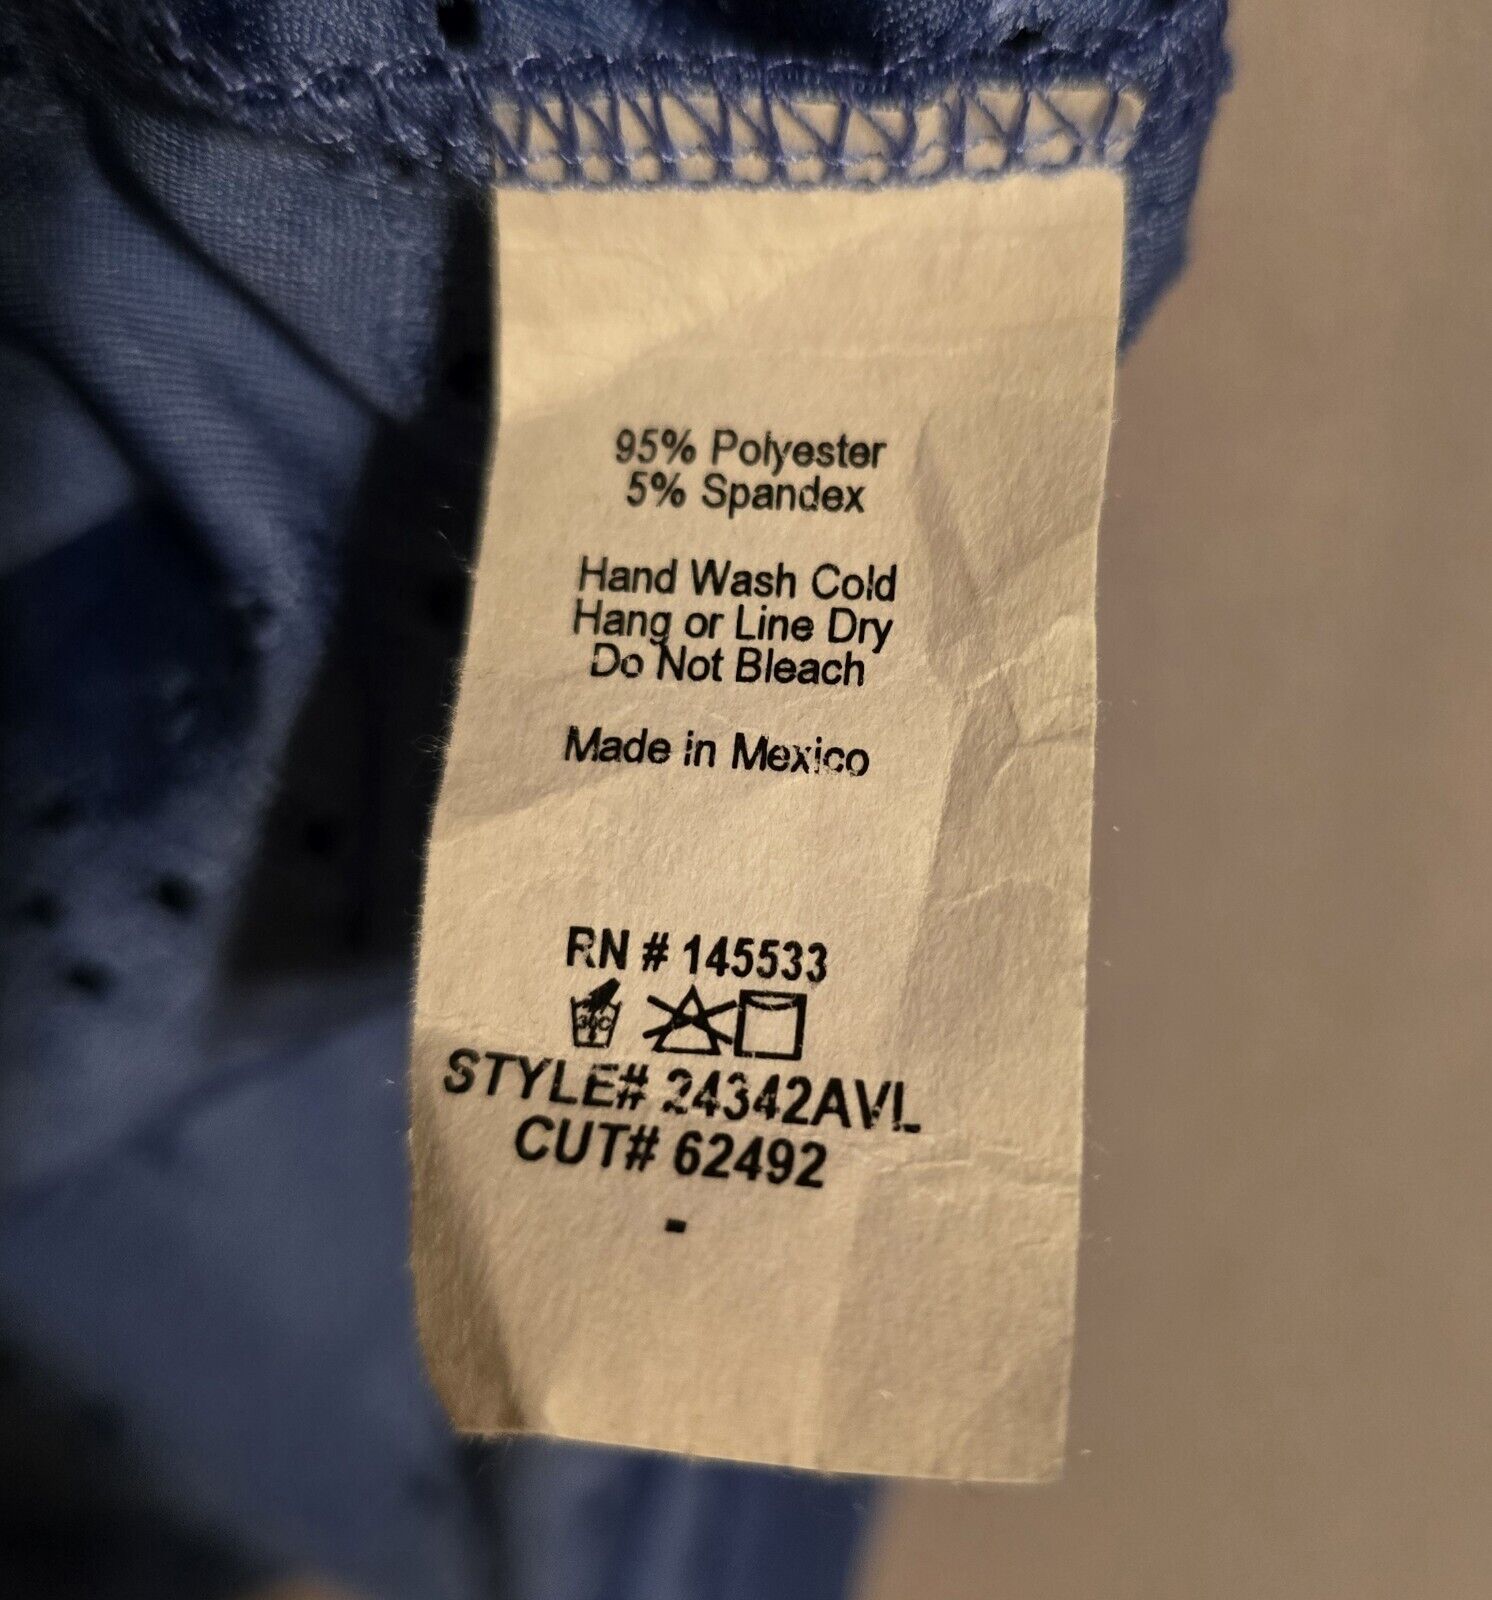 95% Polyester
5% Spandex
Hand Wash Cold
Hang or Line Dry
Do Not Bleach
Made in Mexico
RN # 145533
30C
STYLE# 24342AVL
CUT# 62492
-